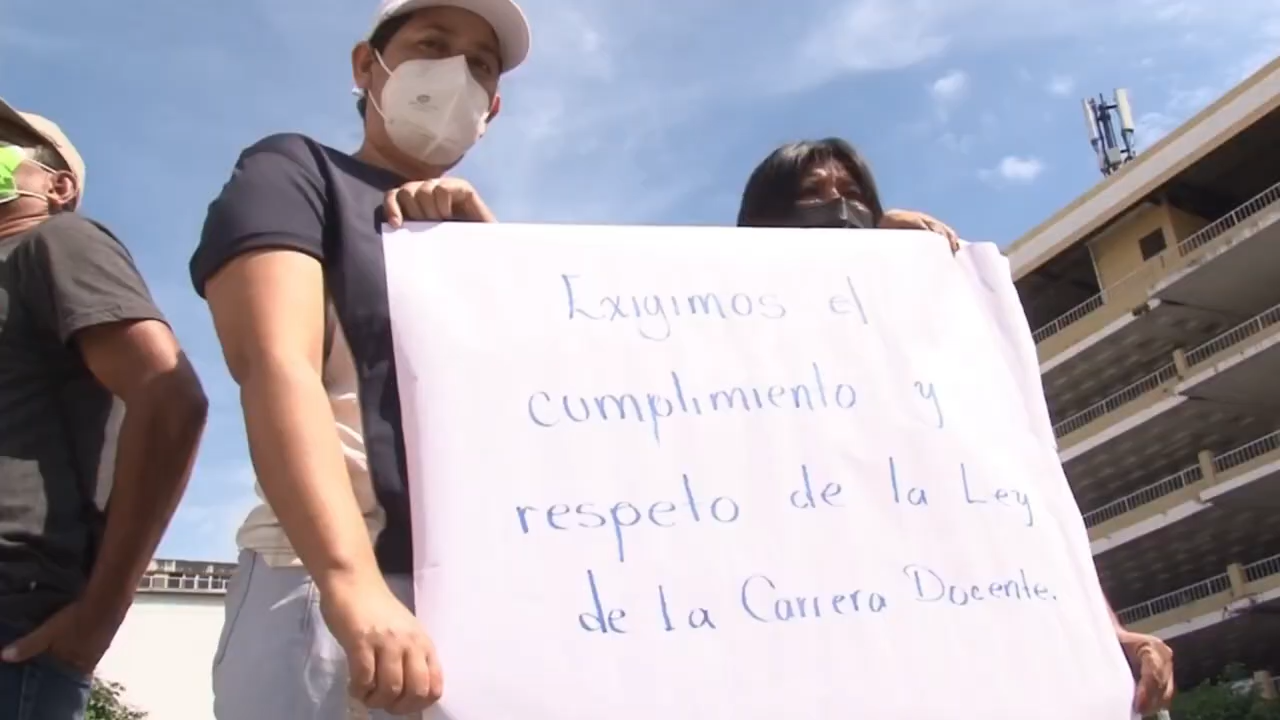 Exigimos el
cumplimiento y
respeto de la Ley
de la Carrera Docente.